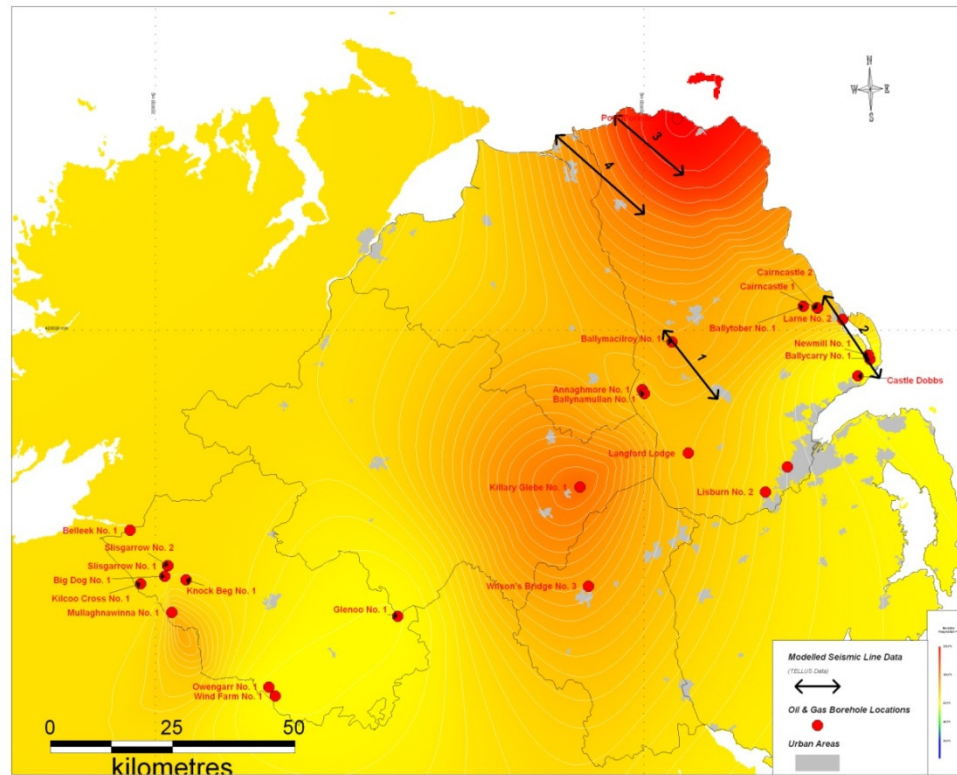 N
W E
S
Po
3
4
Cairncastle 2
Cairncastle 1
Larne No. 2
Ballytober No. 1
2
Ballymacilroy No. 1
Newmill No. 1
Ballycarry No. 1
1
Castle Dobbs
Annaghmore No. 1
Ballynamullan No. 1
Langford Lodge
Killary Glebe No. 1
Lisburn No. 2
Belleek No. 1
Slisgarrow No. 2
Slisgarrow No. 1
Big Dog No. 1
Knock Beg No. 1
Kilcoo Cross No. 1
Wilson's Bridge No. 3
Mullaghnawinna No. 1
Glenoo No. 1
Owengarr No. 1
Wind Farm No. 1
Modelled Seismic Line Data
(TELLUS Data)
Oil & Gas Borehole Locations
Urban Areas
0 25 50
kilometres